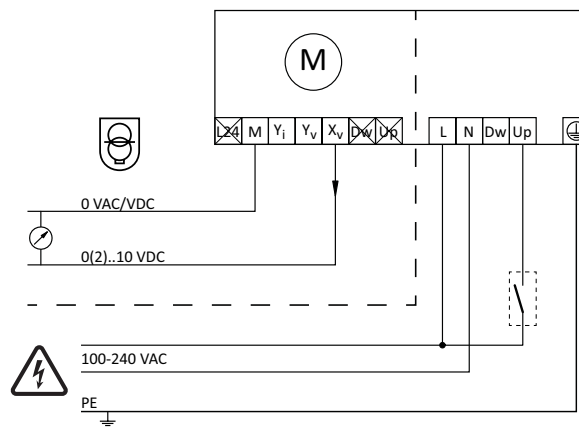 M
L24 M Yi Yv Xv Dw Up L N Dw Up
0 VAC/VDC
0(2)..10 VDC
100-240 VAC
PE